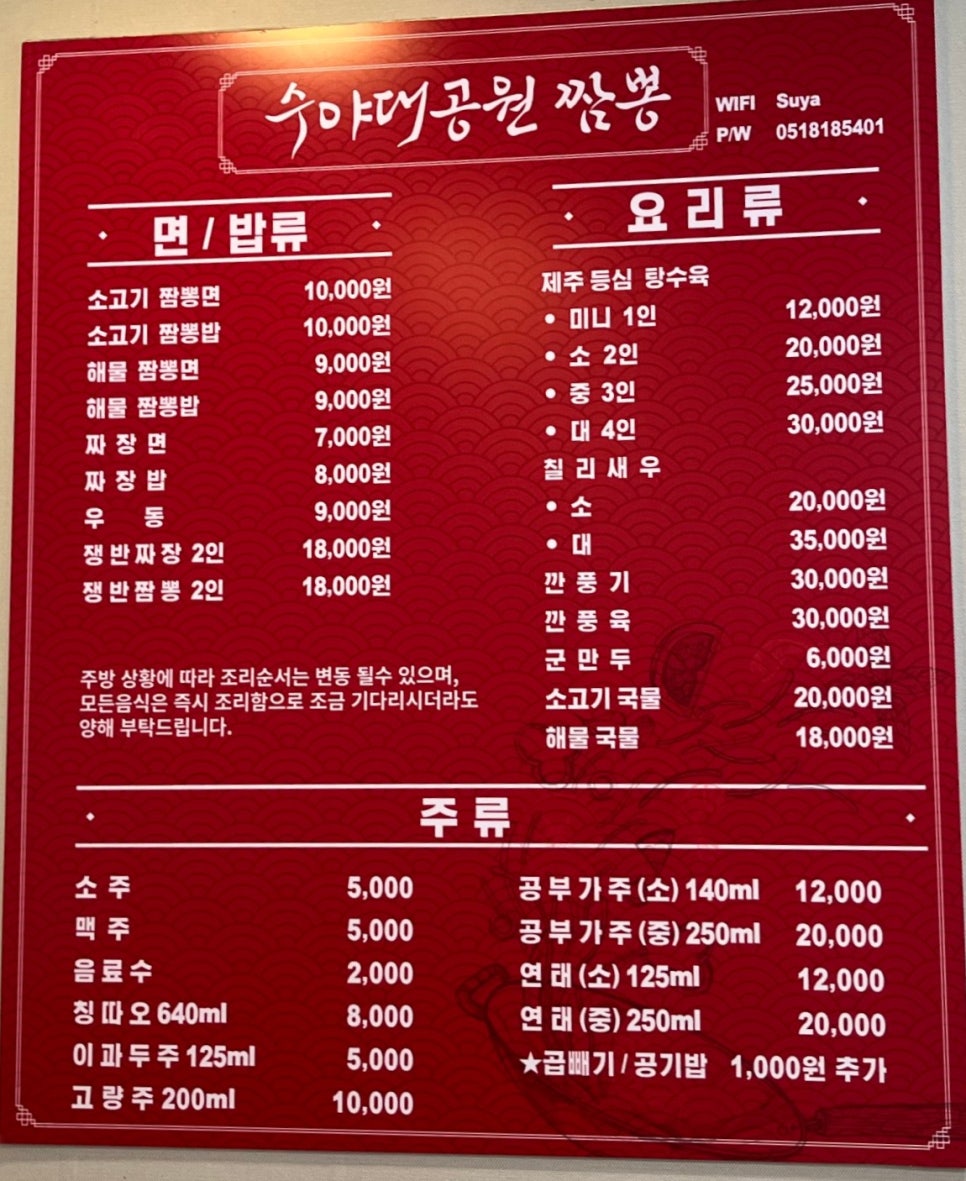 수야대공원 짬뽕
WIFI Suya
P/W 0518185401
면 / 밥류
소고기 짬뽕면 10,000원
소고기 짬뽕밥 10,000원
해물 짬뽕면 9,000원
해물 짬뽕밥 9,000원
짜 장 면 7,000원
짜 장 밥 8,000원
우 동 9,000원
쟁 반 짜 장 2인 18,000원
쟁 반 짬 뽕 2인 18,000원
주방 상황에 따라 조리순서는 변동 될수 있으며,
모든음식은 즉시 조리함으로 조금 기다리시더라도
양해 부탁드립니다.
요 리 류
제주 등심 탕수육
• 미니 1인 12,000원
• 소 2인 20,000원
• 중 3인 25,000원
• 대 4인 30,000원
칠 리 새 우
• 소 20,000원
• 대 35,000원
깐 풍 기 30,000원
깐 풍 육 30,000원
군 만 두 6,000원
소고기 국물 20,000원
해물 국물 18,000원
주 류
소 주 5,000
맥 주 5,000
음 료 수 2,000
칭 따 오 640ml 8,000
이 과 두 주 125ml 5,000
고 량 주 200ml 10,000
공 부 가 주 (소) 140ml 12,000
공 부 가 주 (중) 250ml 20,000
연 태 (소) 125ml 12,000
연 태 (중) 250ml 20,000
★곱빼기 / 공기밥 1,000원 추가